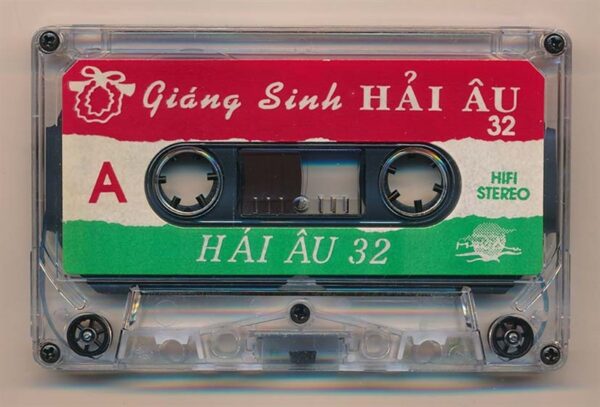 Giáng Sinh HẢI ÂU
32
A
HIFI
STEREO
HẢI ÂU 32